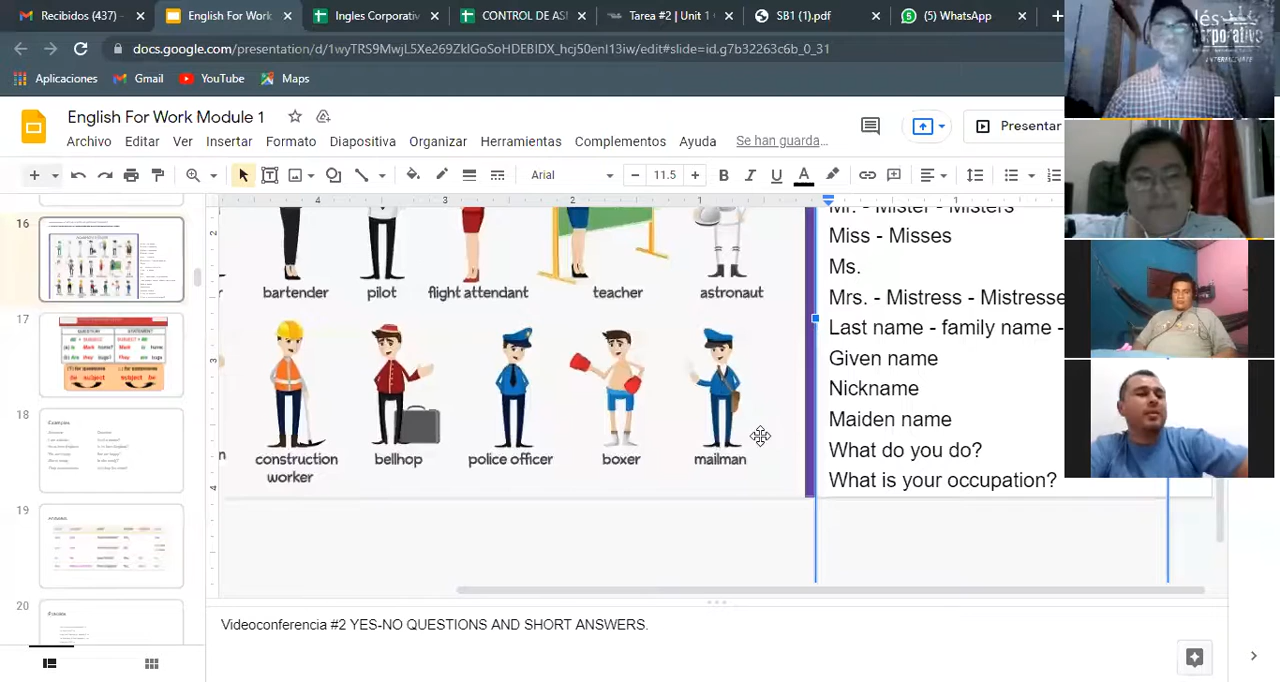 Recibidos (437)
English For Work
Ingles Corporativ
CONTROL DE AS
Tarea #2 | Unit 1
SB1 (1).pdf
(5) WhatsApp
docs.google.com/presentation/d/1wyTRS9MwjL5Xe269ZklGoSoHDEBIDX_hcj50enI13iw/edit#slide=id.g7b32263c6b_0_31
Aplicaciones
Gmail
YouTube
Maps
English For Work Module 1
Archivo
Editar
Ver
Insertar
Formato
Diapositiva
Organizar
Herramientas
Complementos
Ayuda
Se han guarda...
Presentar
Arial
11.5
16
17
18
19
20
bartender
pilot
flight attendant
teacher
astronaut
construction worker
bellhop
police officer
boxer
mailman
Mr. - Mister - Misters
Miss - Misses
Ms.
Mrs. - Mistress - Mistresse
Last name - family name -
Given name
Nickname
Maiden name
What do you do?
What is your occupation?
Videoconferencia #2 YES-NO QUESTIONS AND SHORT ANSWERS.